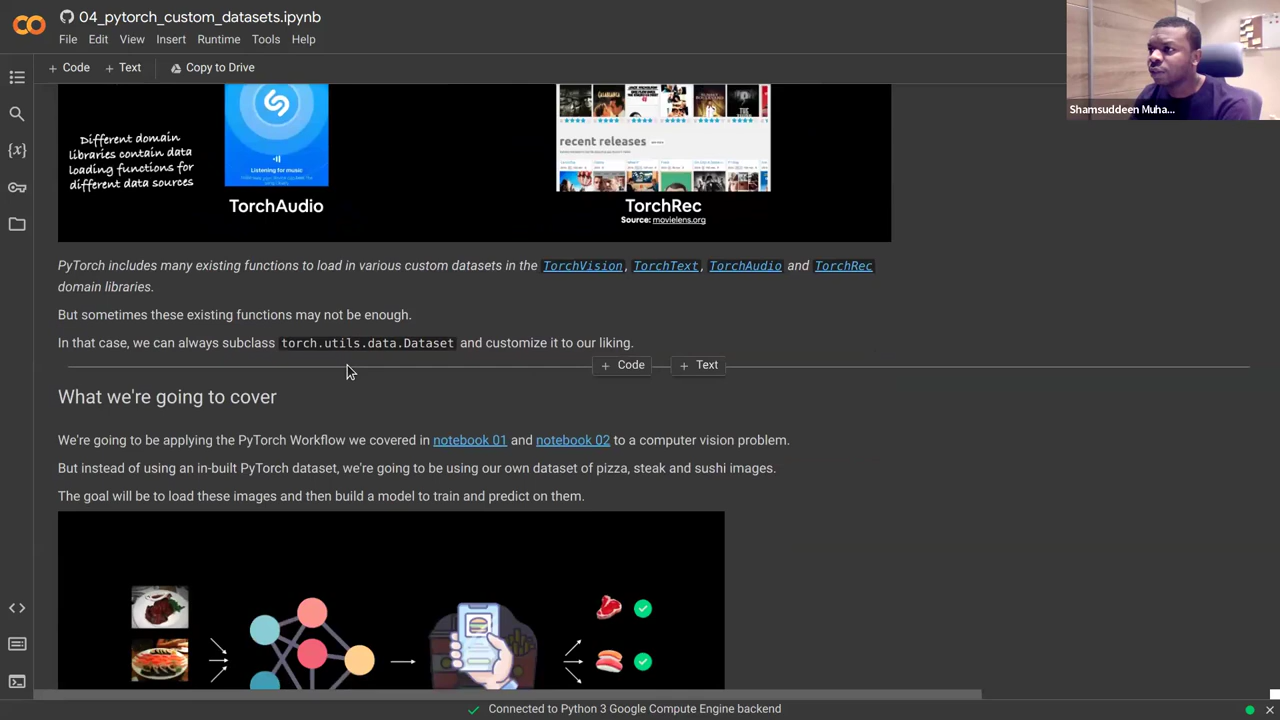 04_pytorch_custom_datasets.ipynb
File Edit View Insert Runtime Tools Help
+ Code + Text Copy to Drive
Shamsuddeen Muha...
Different domain
libraries contain data
loading functions for
different data sources
Listening for music
TorchAudio
CASABLANCA
recent releases
TorchRec
Source: movielens.org
PyTorch includes many existing functions to load in various custom datasets in the TorchVision, TorchText, TorchAudio and TorchRec
domain libraries.
But sometimes these existing functions may not be enough.
In that case, we can always subclass torch.utils.data.Dataset and customize it to our liking.
+ Code + Text
What we're going to cover
We're going to be applying the PyTorch Workflow we covered in notebook 01 and notebook 02 to a computer vision problem.
But instead of using an in-built PyTorch dataset, we're going to be using our own dataset of pizza, steak and sushi images.
The goal will be to load these images and then build a model to train and predict on them.
Connected to Python 3 Google Compute Engine backend